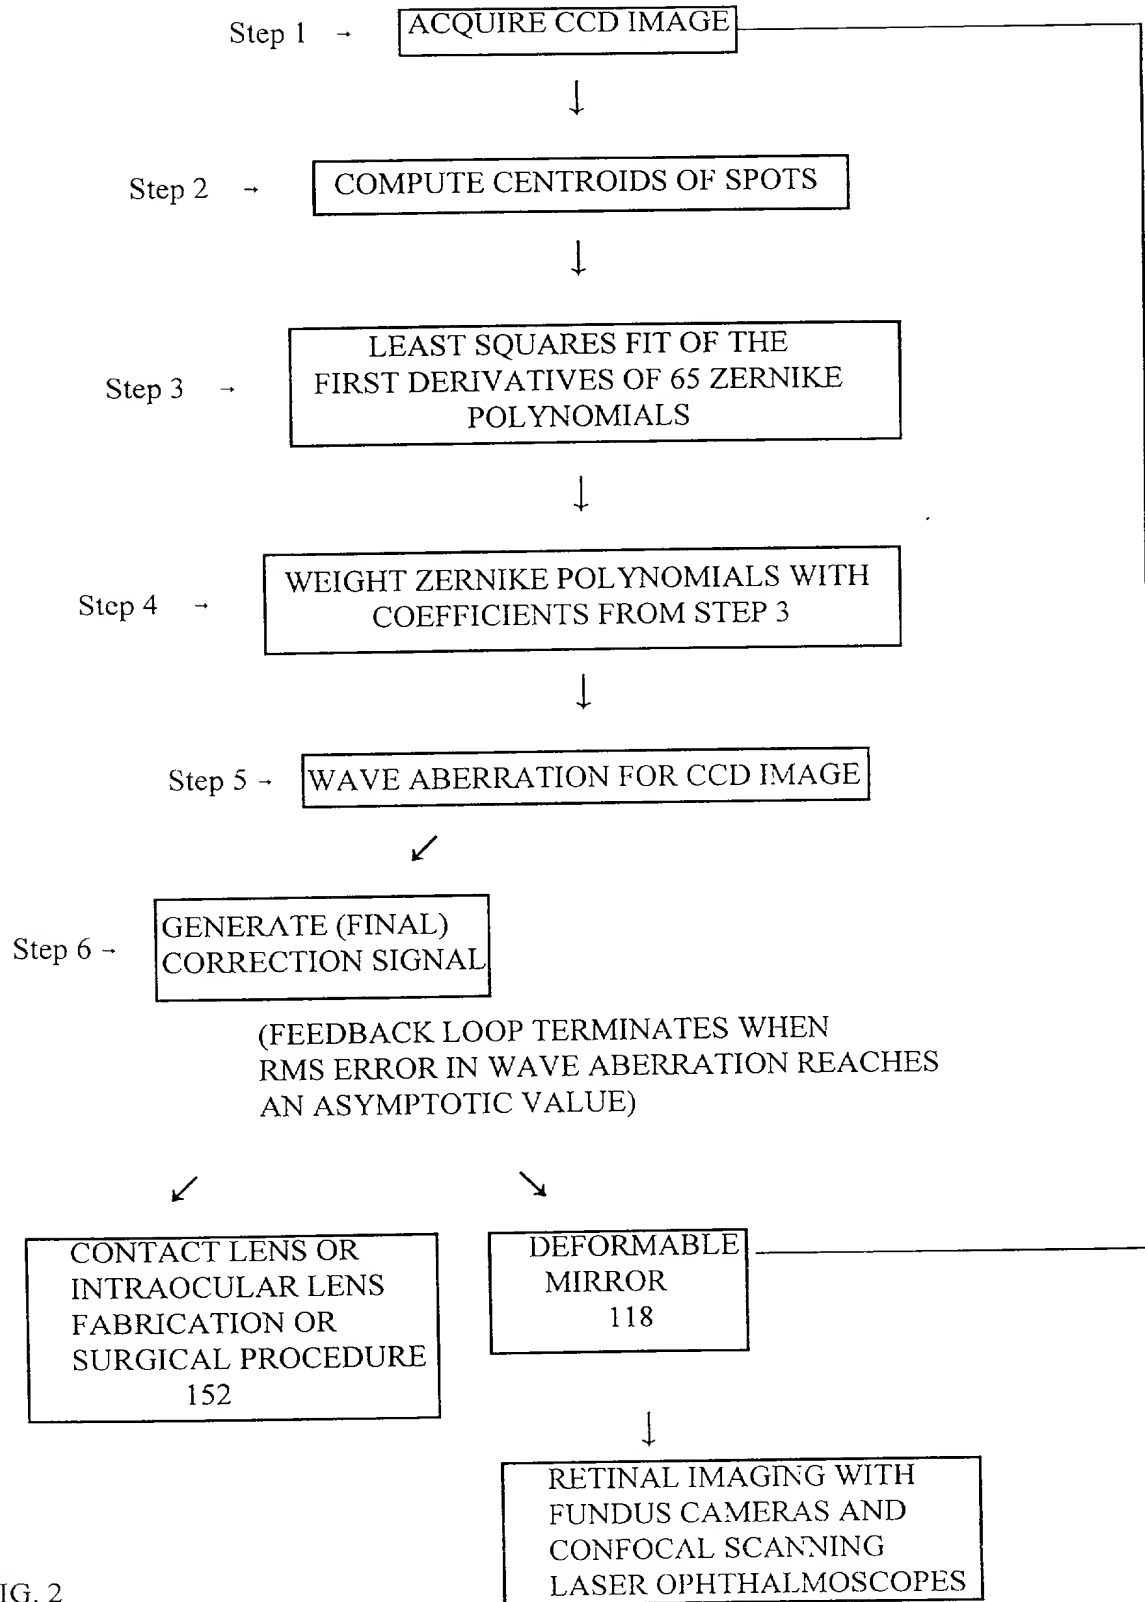 Step 1 → ACQUIRE CCD IMAGE
↓
Step 2 → COMPUTE CENTROIDS OF SPOTS
↓
LEAST SQUARES FIT OF THE
Step 3 → FIRST DERIVATIVES OF 65 ZERNIKE
POLYNOMIALS
↓
WEIGHT ZERNIKE POLYNOMIALS WITH
Step 4 → COEFFICIENTS FROM STEP 3
↓
Step 5 → WAVE ABERRATION FOR CCD IMAGE
↙
GENERATE (FINAL)
Step 6 → CORRECTION SIGNAL
(FEEDBACK LOOP TERMINATES WHEN
RMS ERROR IN WAVE ABERRATION REACHES
AN ASYMPTOTIC VALUE)
↙ ↘
CONTACT LENS OR
INTRAOCULAR LENS
FABRICATION OR
SURGICAL PROCEDURE
152
DEFORMABLE
MIRROR
118
↓
RETINAL IMAGING WITH
FUNDUS CAMERAS AND
CONFOCAL SCANNING
LASER OPHTHALMOSCOPES
IG. 2